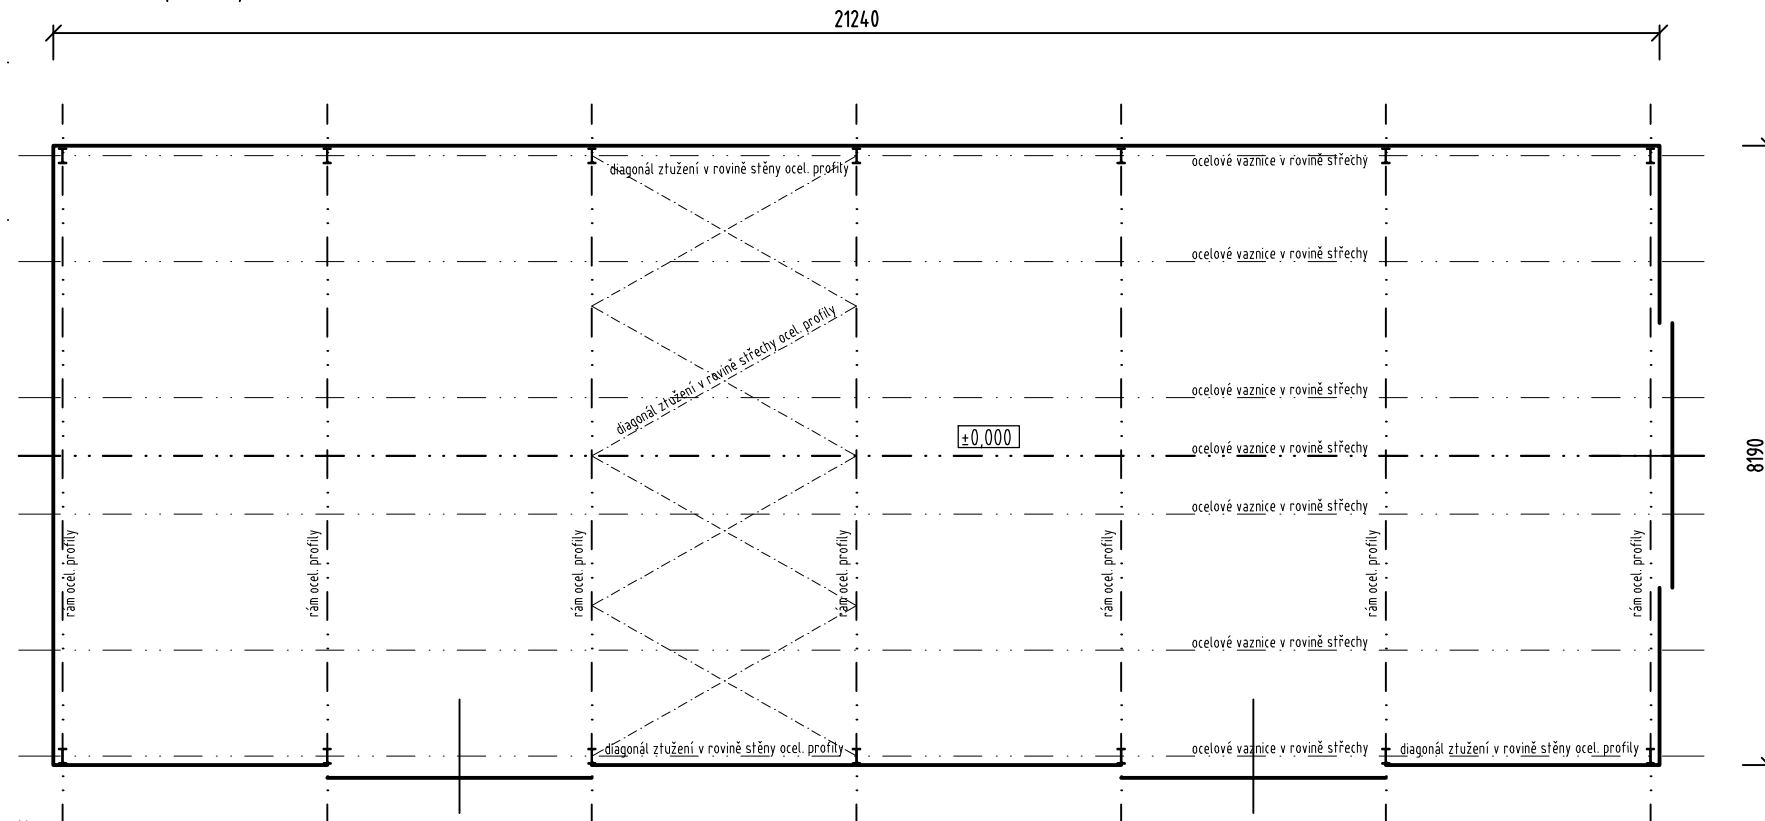 21240
diagonál ztužení v rovině stěny ocel. profily
ocelové vaznice v rovině střechy
ocelové vaznice v rovině střechy
diagonál ztužení v rovině střechy ocel. profily
ocelové vaznice v rovině střechy
±0,000
ocelové vaznice v rovině střechy
8190
ocelové vaznice v rovině střechy
rám ocel. profily
rám ocel. profily
rám ocel. profily
rám ocel. profily
rám ocel. profily
rám ocel. profily
rám ocel. profily
ocelové vaznice v rovině střechy
diagonál ztužení v rovině stěny ocel. profily
ocelové vaznice v rovině střechy
diagonál ztužení v rovině stěny ocel. profily